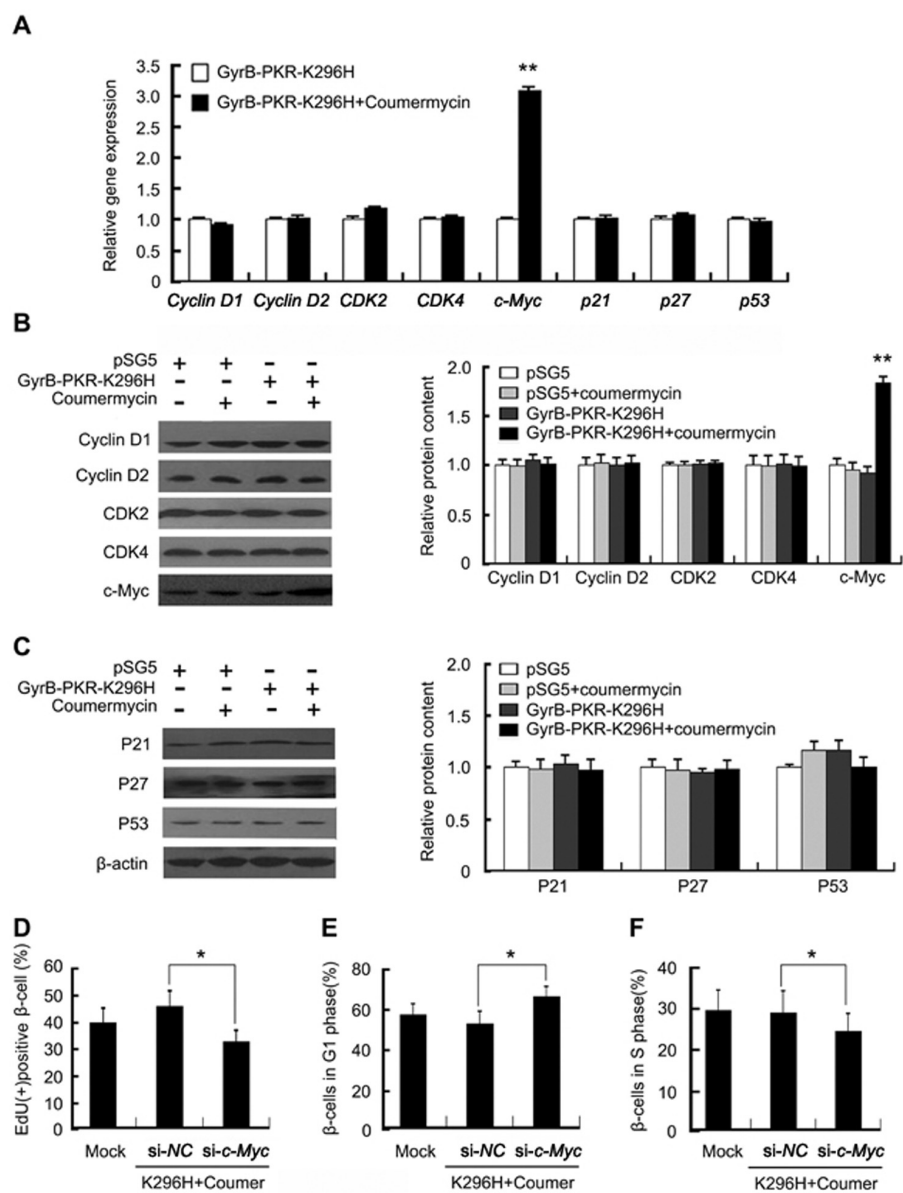 A
Relative gene expression
3.5
3.0
2.5
2.0
1.5
1.0
0.5
0
GyrB-PKR-K296H
GyrB-PKR-K296H+Coumermycin
**
Cyclin D1 Cyclin D2 CDK2 CDK4 c-Myc p21 p27 p53
B
pSG5 + + - -
GyrB-PKR-K296H - - + +
Coumermycin - + - +
Cyclin D1
Cyclin D2
CDK2
CDK4
c-Myc
Relative protein content
2.0
1.5
1.0
0.5
0
pSG5
pSG5+coumermycin
GyrB-PKR-K296H
GyrB-PKR-K296H+coumermycin
**
Cyclin D1 Cyclin D2 CDK2 CDK4 c-Myc
C
pSG5 + + - -
GyrB-PKR-K296H - - + +
Coumermycin - + - +
P21
P27
P53
β-actin
Relative protein content
2.0
1.5
1.0
0.5
0
pSG5
pSG5+coumermycin
GyrB-PKR-K296H
GyrB-PKR-K296H+coumermycin
P21 P27 P53
D
EdU(+)positive β-cell (%)
60
50
40
30
20
10
0
*
Mock si-NC si-c-Myc
K296H+Coumer
E
β-cells in G1 phase(%)
80
60
40
20
0
*
Mock si-NC si-c-Myc
K296H+Coumer
F
β-cells in S phase(%)
40
30
20
10
0
*
Mock si-NC si-c-Myc
K296H+Coumer